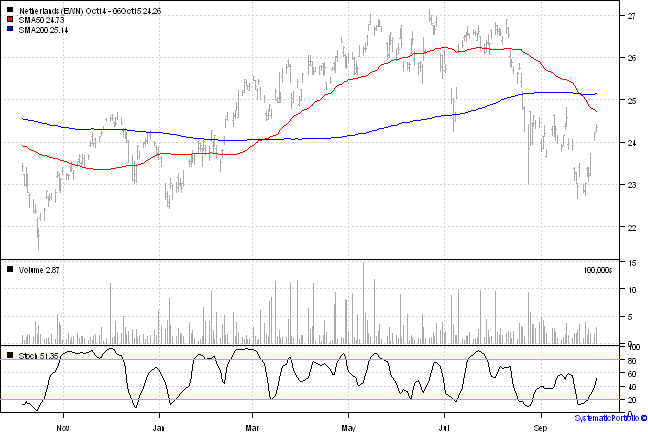 Netherlands (EWN) Oct14 - 06Oct15 24.26
SMA50 24.73
SMA200 25.14
27
26
25
24
23
22
Volume 2.87
100,000s
15
10
5
0
Stoch 51.35
100
80
60
40
20
0
Nov
Jan
Mar
May
Jul
Sep
SystematicPortfolio ©